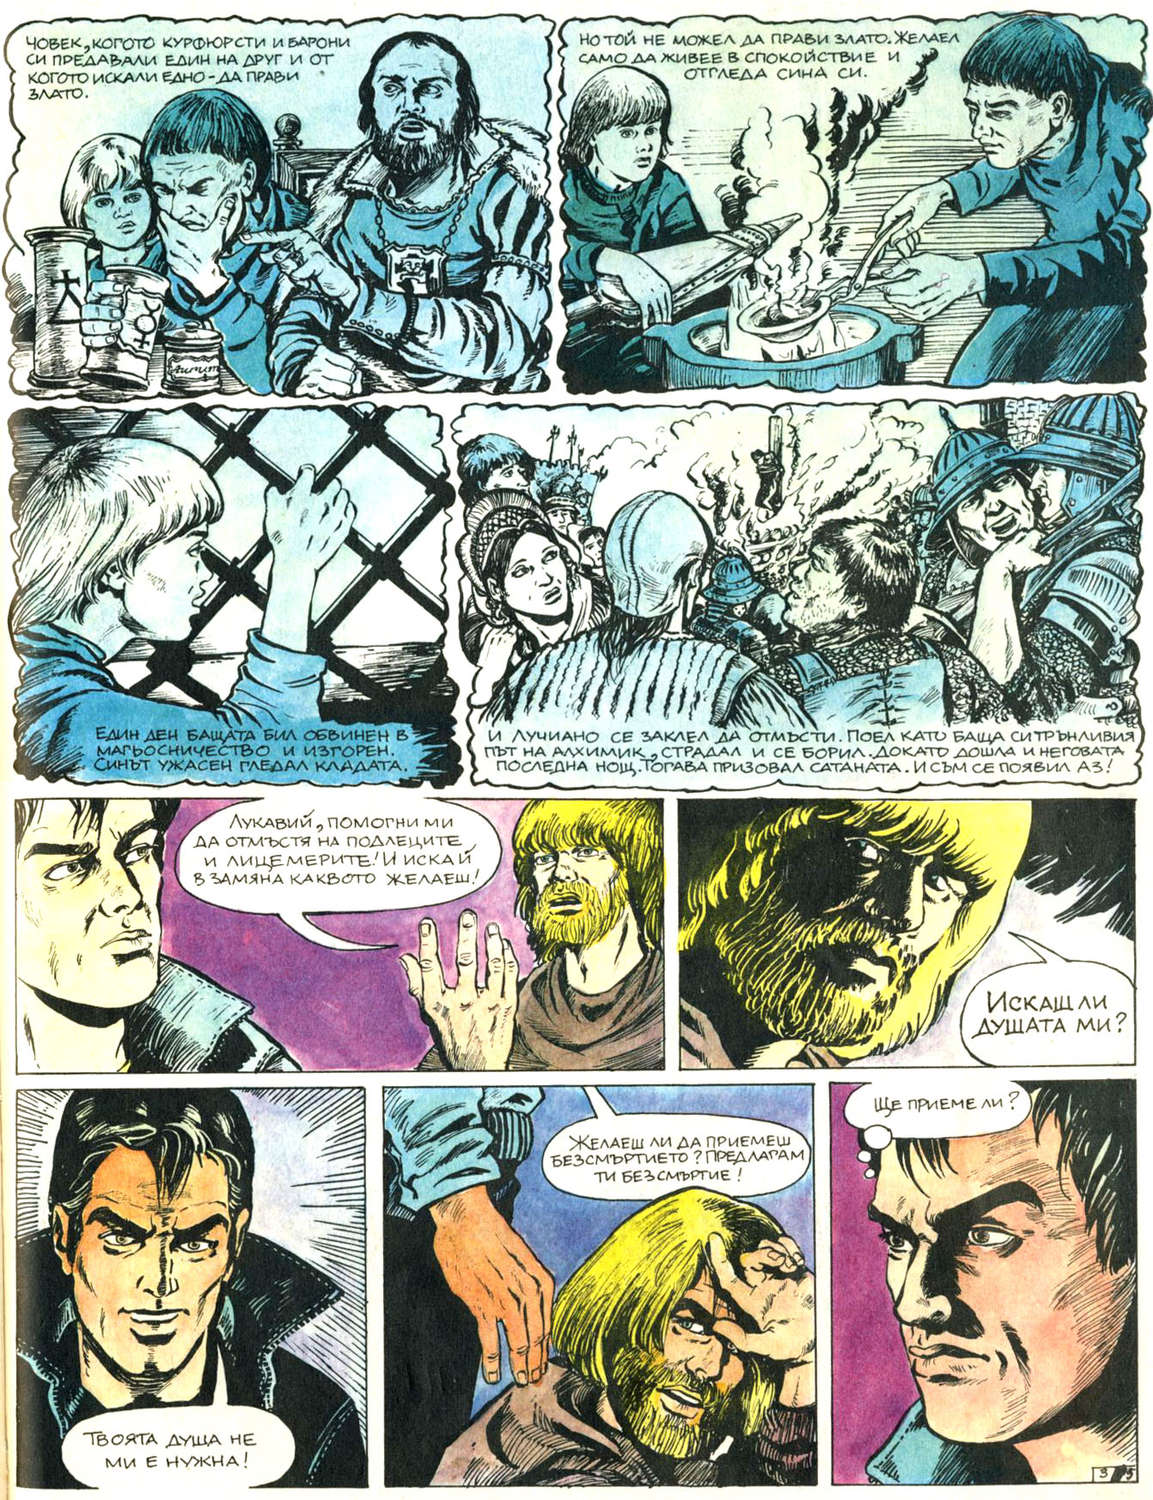 ЧОВЕК, КОГОТО КУРФЮРСТИ И БАРОНИ
СИ ПРЕДАВАЛИ ЕДИН НА ДРУГ И ОТ
КОГОТО ИСКАЛИ ЕДНО - ДА ПРАВИ
ЗЛАТО.
НО ТОЙ НЕ МОЖЕЛ ДА ПРАВИ ЗЛАТО. ЖЕЛАЕЛ
САМО ДА ЖИВЕЕ В СПОКОЙСТВИЕ И
ОТГЛЕДА СИНА СИ.
ЕДИН ДЕН БАЩАТА БИЛ ОБВИНЕН В
МАГЬОСНИЧЕСТВО И ИЗГОРЕН.
СИНЪТ УЖАСЕН ГЛЕДАЛ КЛАДАТА.
И ЛУЧИАНО СЕ ЗАКЛЕЛ ДА ОТМЪСТИ. ПОЕЛ КАТО БАЩА СИ ТРЪНЛИВИЯ
ПЪТ НА АЛХИМИК, СТРАДАЛ И СЕ БОРИЛ. ДОКАТО ДОШЛА И НЕГОВАТА
ПОСЛЕДНА НОЩ. ТОГАВА ПРИЗОВАЛ САТАНАТА. И СЪМ СЕ ПОЯВИЛ АЗ!
ЛУКАВИЙ, ПОМОГНИ МИ
ДА ОТМЪСТЯ НА ПОДЛЕЦИТЕ
И ЛИЦЕМЕРИТЕ! И ИСКАЙ
В ЗАМЯНА КАКВОТО ЖЕЛАЕШ!
ИСКАШ ЛИ
ДУШАТА МИ?
ТВОЯТА ДУША НЕ
МИ Е НУЖНА!
ЖЕЛАЕШ ЛИ ДА ПРИЕМЕШ
БЕЗСМЪРТИЕТО? ПРЕДЛАГАМ
ТИ БЕЗСМЪРТИЕ!
ЩЕ ПРИЕМЕ ЛИ?
3